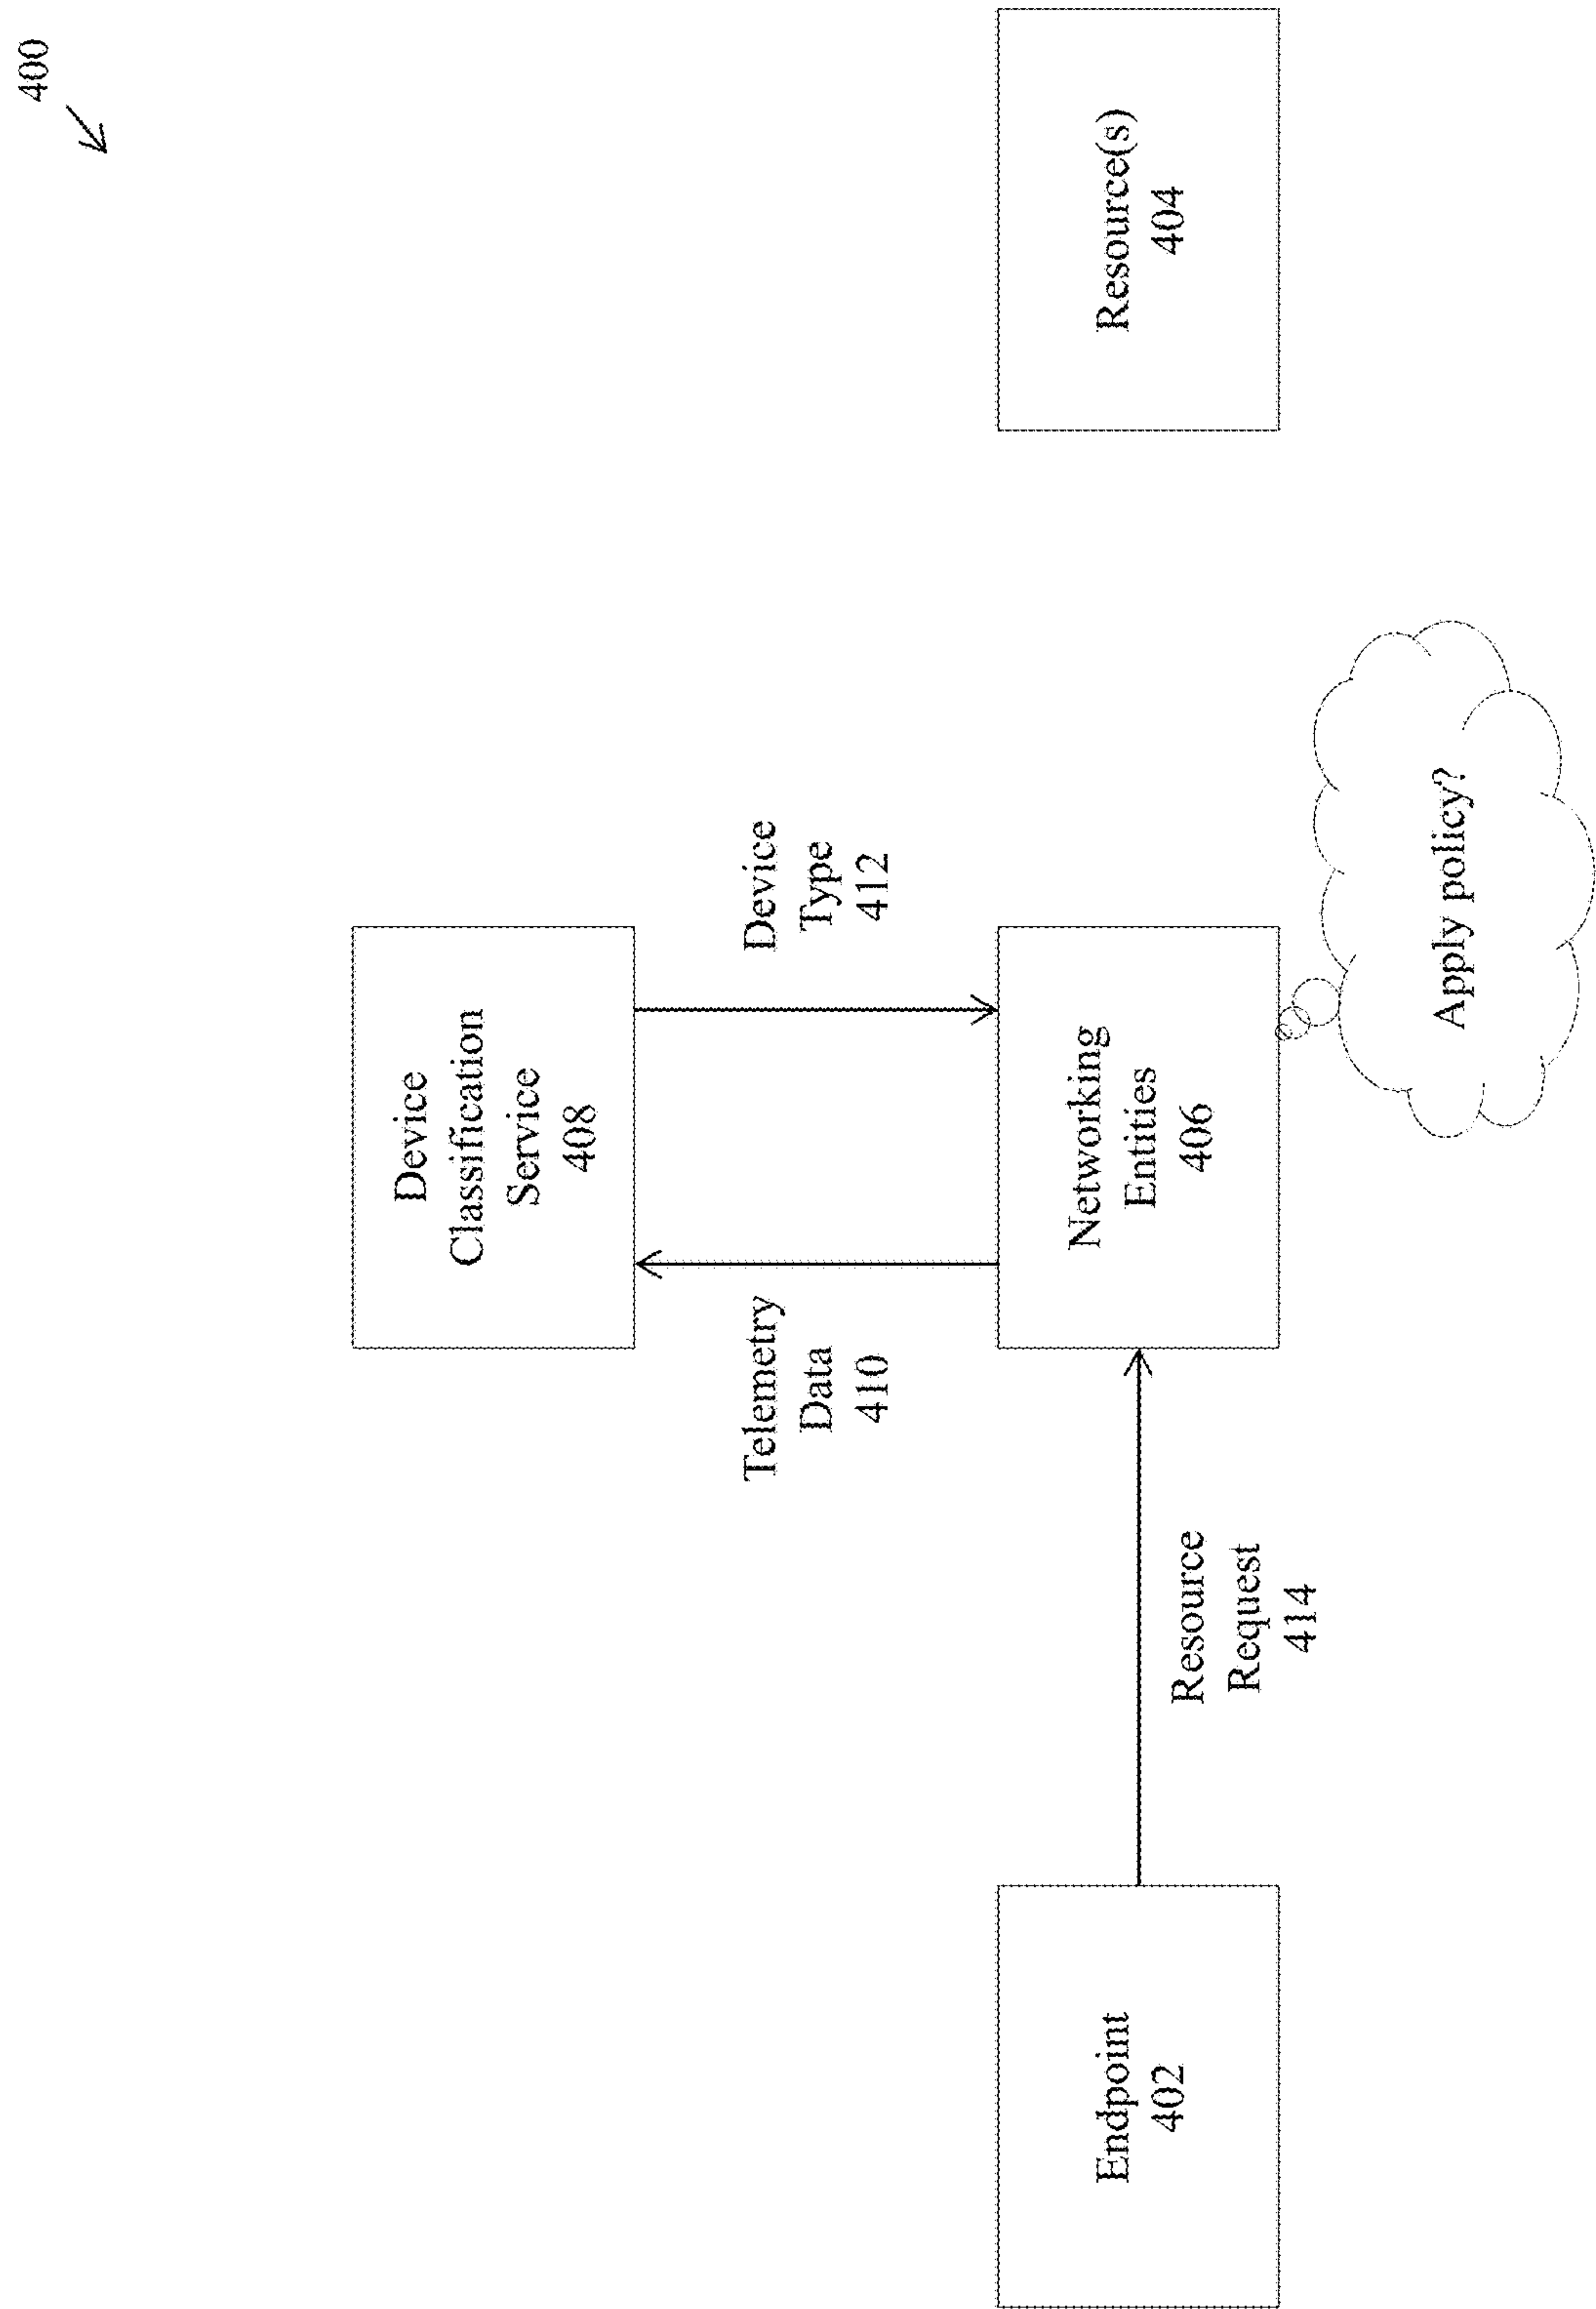 400
Device
Classification
Service
408
Telemetry
Data
410
Device
Type
412
Endpoint
402
Resource
Request
414
Networking
Entities
406
Resource(s)
404
Apply policy?